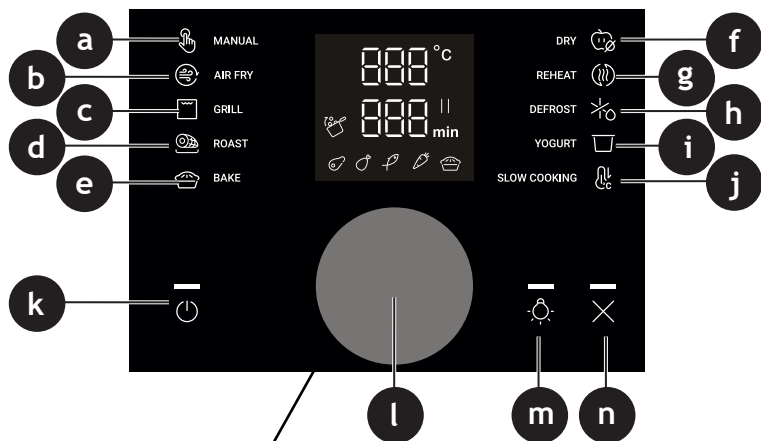 a MANUAL
b AIR FRY
c GRILL
d ROAST
e BAKE
888 °C
888 min
DRY f
REHEAT g
DEFROST h
YOGURT i
SLOW COOKING j
k
l
m
n